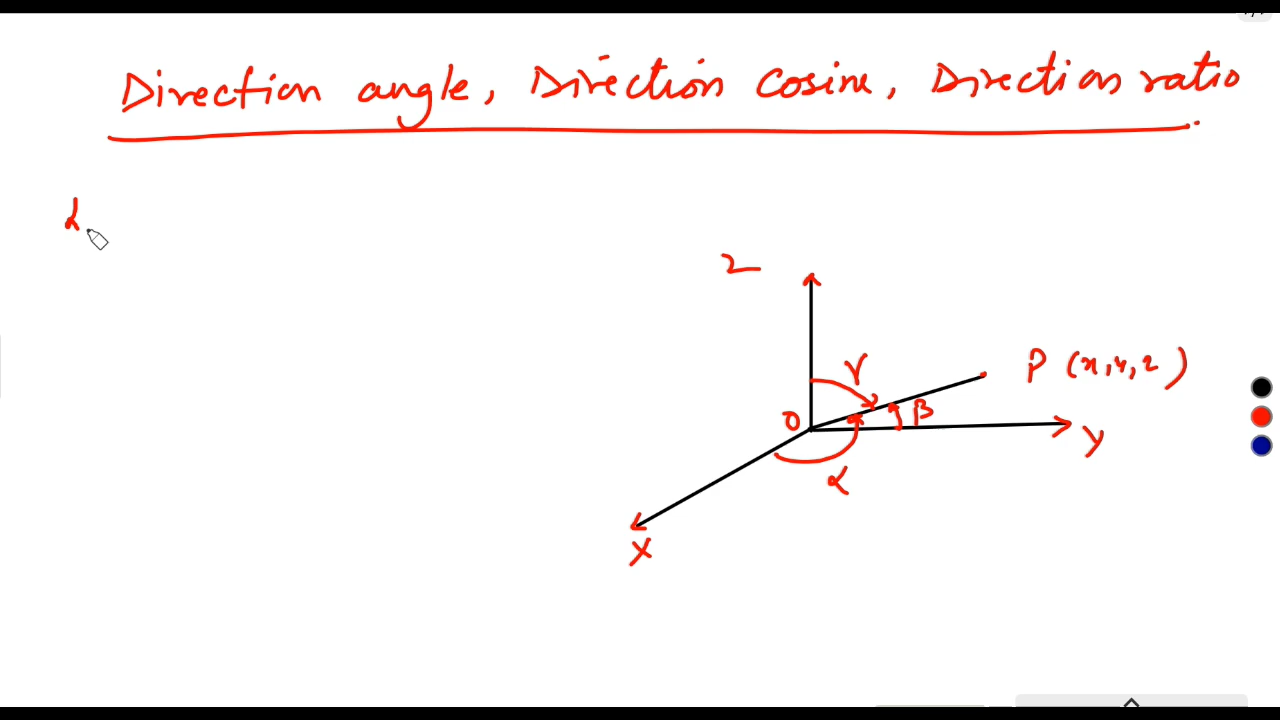 Direction angle, Direction Cosine, Direction ratio
α
Z
γ
P (x, y, z)
O
β
y
α
X